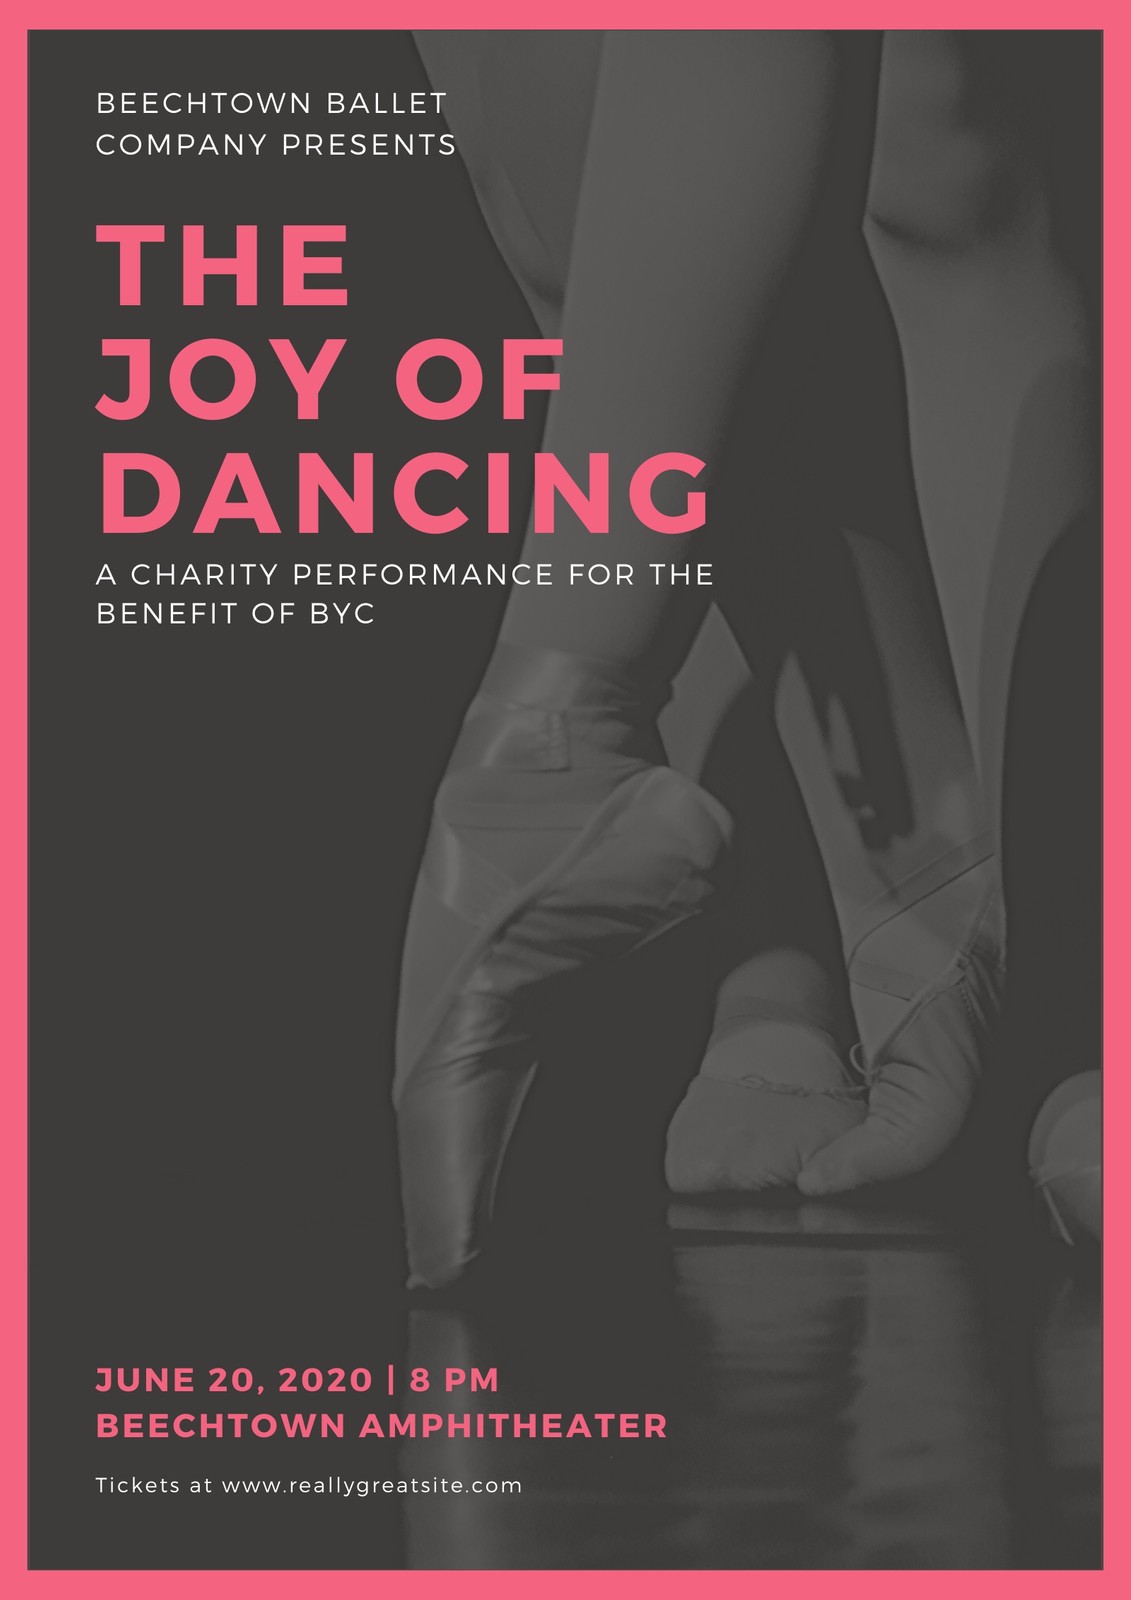 BEECHTOWN BALLET
COMPANY PRESENTS
THE
JOY OF
DANCING
A CHARITY PERFORMANCE FOR THE
BENEFIT OF BYC
JUNE 20, 2020 | 8 PM
BEECHTOWN AMPHITHEATER
Tickets at www.reallygreatsite.com